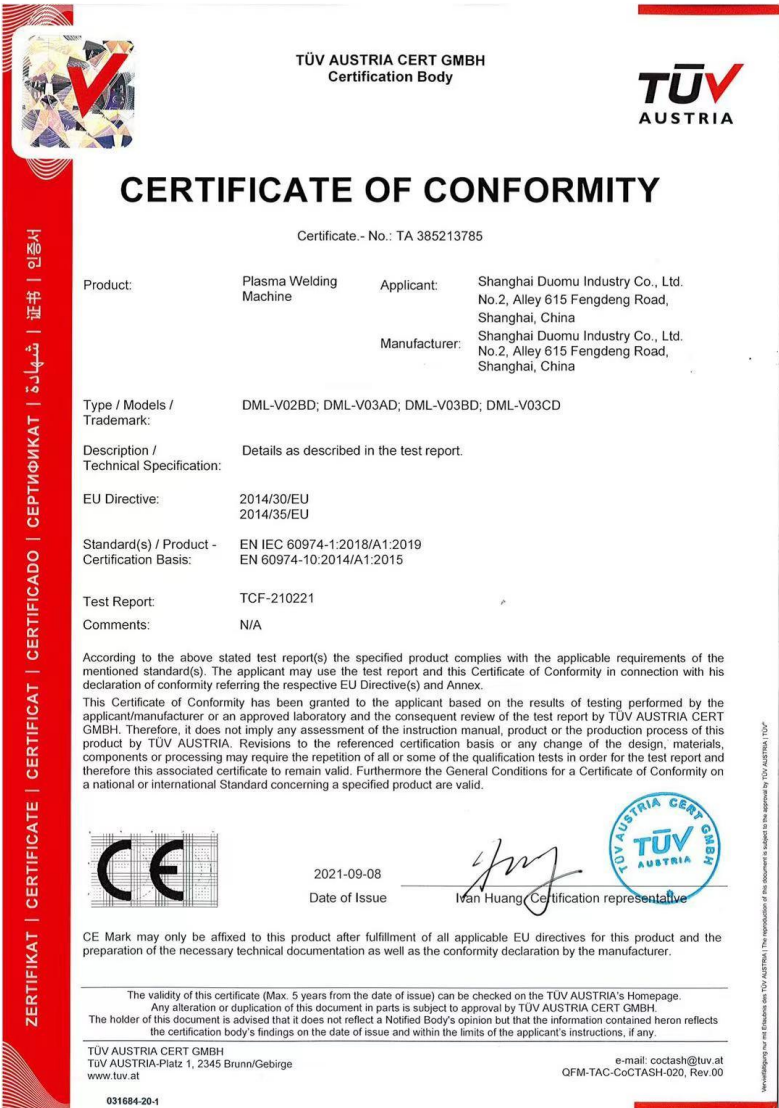 TÜV AUSTRIA CERT GMBH
Certification Body
TÜV
AUSTRIA
CERTIFICATE OF CONFORMITY
Certificate.- No.: TA 385213785
Product:
Plasma Welding
Machine
Applicant:
Shanghai Duomu Industry Co., Ltd.
No.2, Alley 615 Fengdeng Road,
Shanghai, China
Manufacturer:
Shanghai Duomu Industry Co., Ltd.
No.2, Alley 615 Fengdeng Road,
Shanghai, China
Type / Models /
Trademark:
DML-V02BD; DML-V03AD; DML-V03BD; DML-V03CD
Description /
Technical Specification:
Details as described in the test report.
EU Directive:
2014/30/EU
2014/35/EU
Standard(s) / Product -
Certification Basis:
EN IEC 60974-1:2018/A1:2019
EN 60974-10:2014/A1:2015
Test Report:
TCF-210221
Comments:
N/A
According to the above stated test report(s) the specified product complies with the applicable requirements of the
mentioned standard(s). The applicant may use the test report and this Certificate of Conformity in connection with his
declaration of conformity referring the respective EU Directive(s) and Annex.
This Certificate of Conformity has been granted to the applicant based on the results of testing performed by the
applicant/manufacturer or an approved laboratory and the consequent review of the test report by TÜV AUSTRIA CERT
GMBH. Therefore, it does not imply any assessment of the instruction manual, product or the production process of this
product by TÜV AUSTRIA. Revisions to the referenced certification basis or any change of the design, materials,
components or processing may require the repetition of all or some of the qualification tests in order for the test report and
therefore this associated certificate to remain valid. Furthermore the General Conditions for a Certificate of Conformity on
a national or international Standard concerning a specified product are valid.
CE
2021-09-08
Date of Issue
Ivan Huang, Certification representative
TÜV AUSTRIA CERT GMBH
TÜV
AUSTRIA
CE Mark may only be affixed to this product after fulfillment of all applicable EU directives for this product and the
preparation of the necessary technical documentation as well as the conformity declaration by the manufacturer.
The validity of this certificate (Max. 5 years from the date of issue) can be checked on the TÜV AUSTRIA's Homepage.
Any alteration or duplication of this document in parts is subject to approval by TÜV AUSTRIA CERT GMBH.
The holder of this document is advised that it does not reflect a Notified Body's opinion but that the information contained heron reflects
the certification body's findings on the date of issue and within the limits of the applicant's instructions, if any.
TÜV AUSTRIA CERT GMBH
TÜV AUSTRIA-Platz 1, 2345 Brunn/Gebirge
www.tuv.at
e-mail: coctash@tuv.at
QFM-TAC-CoCTASH-020, Rev.00
031684-20-1
ZERTIFIKAT | CERTIFICATE | CERTIFICAT | CERTIFICADO | СЕРТИФИКАТ | شهادة | 证书 | 인증서
Vervielfältigung nur mit Erlaubnis des TÜV AUSTRIA | The reproduction of this document is subject to the approval by TÜV AUSTRIA | TÜV®